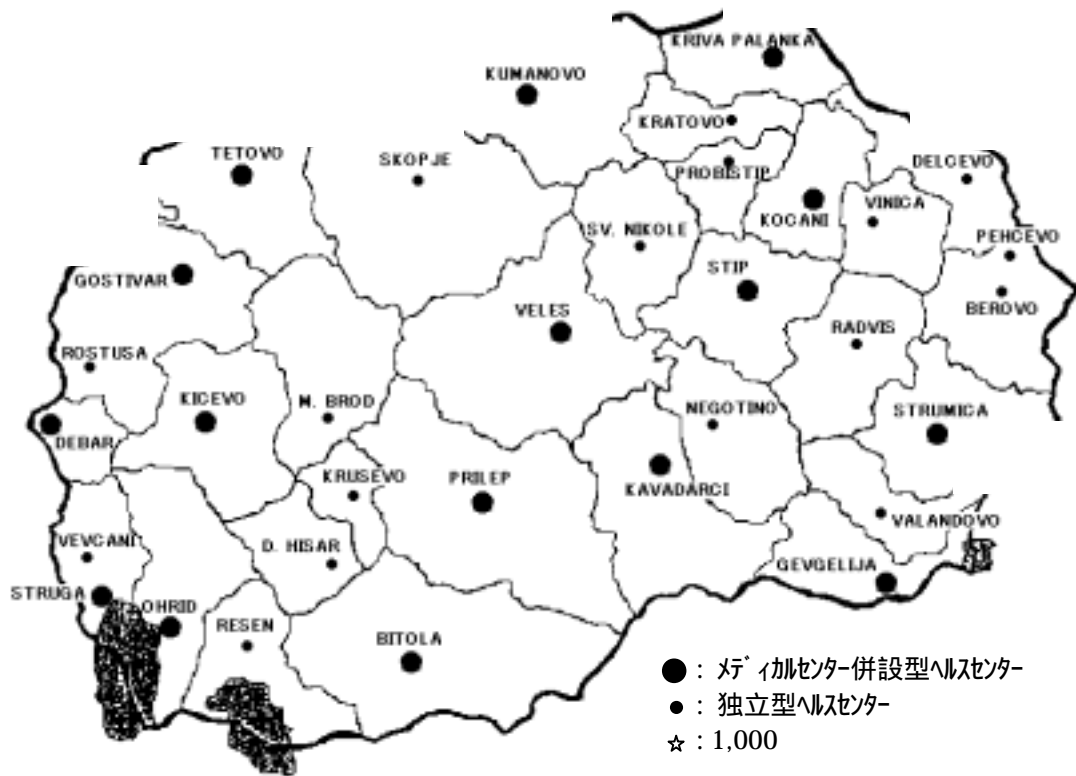 KRIVA PALANKA
KUMANOVO
KRATOVO
TETOVO
SKOPJE
PROBISTIP
DELCEVO
KOCANI
VINICA
SV. NIKOLE
PEHCEVO
GOSTIVAR
STIP
VELES
BEROVO
RADVIS
ROSTUSA
KICEVO
M. BROD
NEGOTINO
STRUMICA
DEBAR
KRUSEVO
PRILEP
KAVADARCI
VALANDOVO
VEVCANI
D. HISAR
GEVGELIJA
STRUGA
OHRID
RESEN
BITOLA
● : メディカルセンター併設型ヘルスセンター
● : 独立型ヘルスセンター
☆ : 1,000